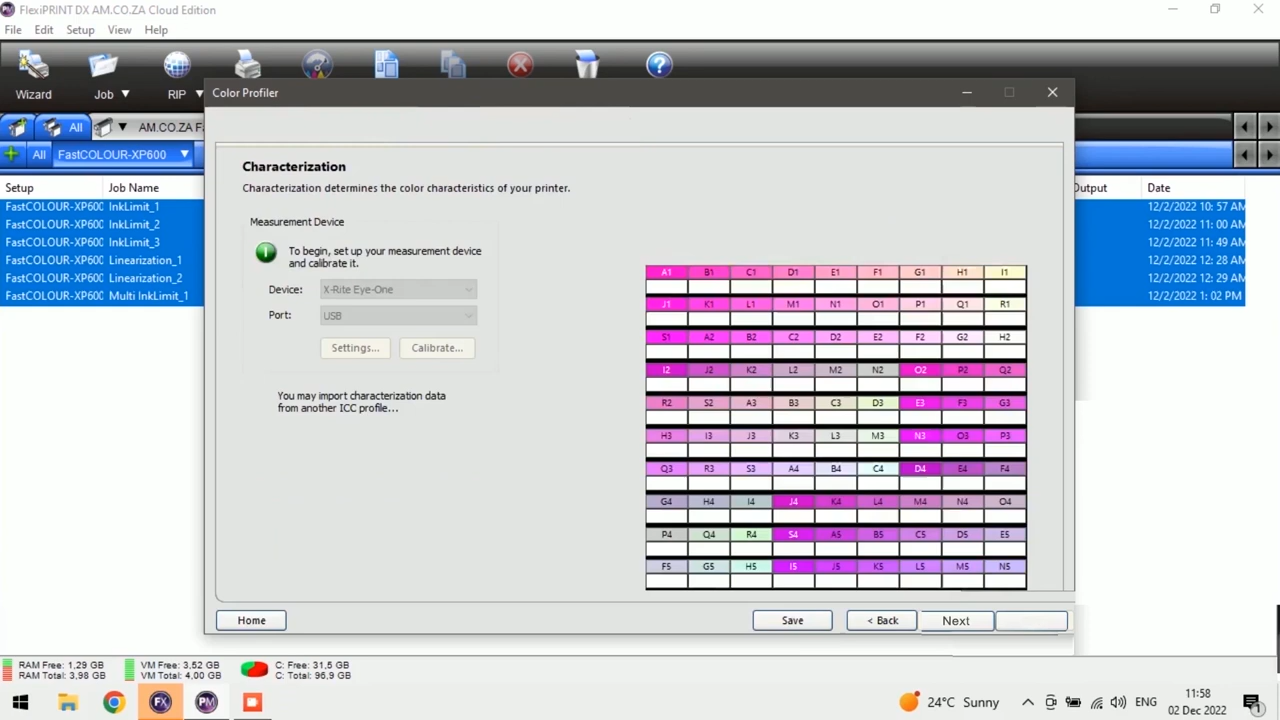 FlexiPRINT DX AM.CO.ZA Cloud Edition
File Edit Setup View Help
Wizard Job RIP
Color Profiler
All AM.CO.ZA F
All FastCOLOUR-XP600
Setup Job Name Output Date
FastCOLOUR-XP600 InkLimit_1 12/2/2022 10: 57 AM
FastCOLOUR-XP600 InkLimit_2 12/2/2022 11: 00 AM
FastCOLOUR-XP600 InkLimit_3 12/2/2022 11: 49 AM
FastCOLOUR-XP600 Linearization_1 12/2/2022 12: 28 AM
FastCOLOUR-XP600 Linearization_2 12/2/2022 12: 29 AM
FastCOLOUR-XP600 Multi InkLimit_1 12/2/2022 1: 02 PM
Characterization
Characterization determines the color characteristics of your printer.
Measurement Device
To begin, set up your measurement device
and calibrate it.
Device: X-Rite Eye-One
Port: USB
Settings... Calibrate...
You may import characterization data
from another ICC profile...
A1 B1 C1 D1 E1 F1 G1 H1 I1
J1 K1 L1 M1 N1 O1 P1 Q1 R1
S1 A2 B2 C2 D2 E2 F2 G2 H2
I2 J2 K2 L2 M2 N2 O2 P2 Q2
R2 S2 A3 B3 C3 D3 E3 F3 G3
H3 I3 J3 K3 L3 M3 N3 O3 P3
Q3 R3 S3 A4 B4 C4 D4 E4 F4
G4 H4 I4 J4 K4 L4 M4 N4 O4
P4 Q4 R4 S4 A5 B5 C5 D5 E5
F5 G5 H5 I5 J5 K5 L5 M5 N5
Home Save < Back Next
RAM Free: 1,29 GB VM Free: 3,52 GB C: Free: 31,5 GB
RAM Total: 3,98 GB VM Total: 4,00 GB C: Total: 96,9 GB
FX PM 24°C Sunny ENG 11:58
02 Dec 2022 1